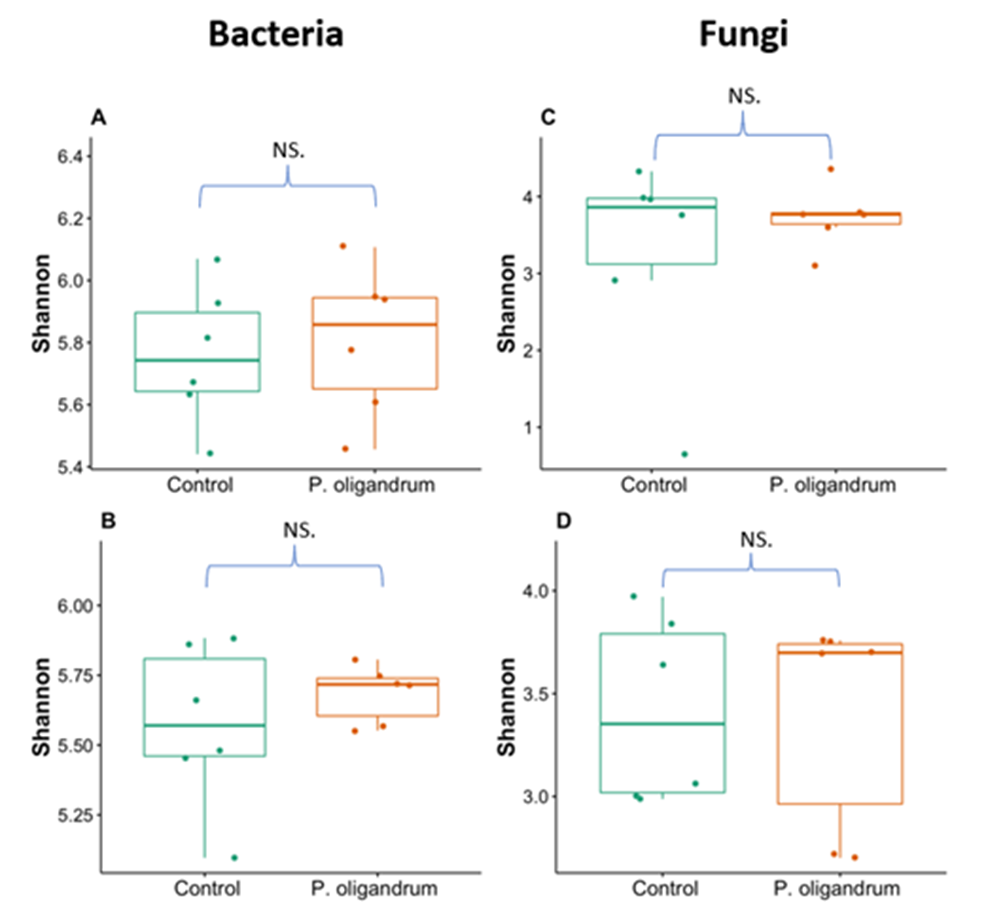 Bacteria
Fungi
A
NS.
6.4
6.2
6.0
5.8
5.6
5.4
Shannon
Control
P. oligandrum
C
NS.
4
3
2
1
Shannon
Control
P. oligandrum
B
NS.
6.00
5.75
5.50
5.25
Shannon
Control
P. oligandrum
D
NS.
4.0
3.5
3.0
Shannon
Control
P. oligandrum